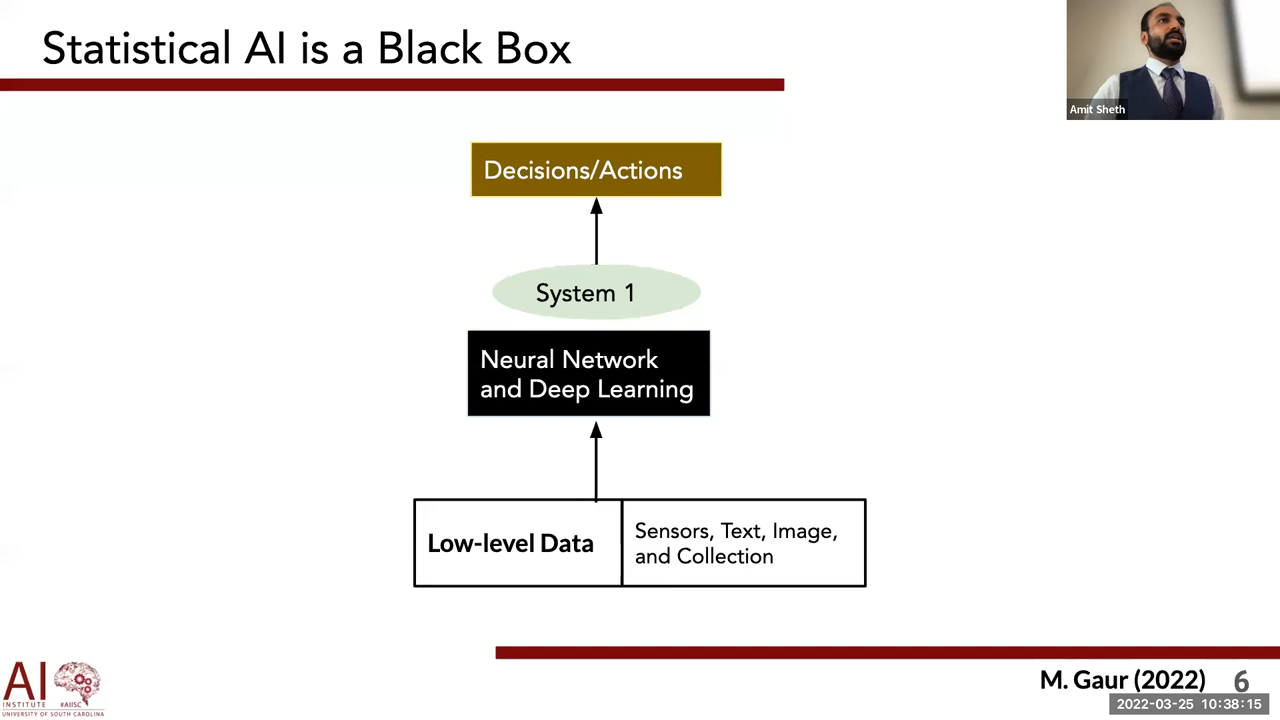 Statistical AI is a Black Box
Amit Sheth
Decisions/Actions
System 1
Neural Network
and Deep Learning
Low-level Data
Sensors, Text, Image,
and Collection
AI
INSTITUTE
#AIISC
UNIVERSITY OF SOUTH CAROLINA
M. Gaur (2022)
6
2022-03-25 10:38:15